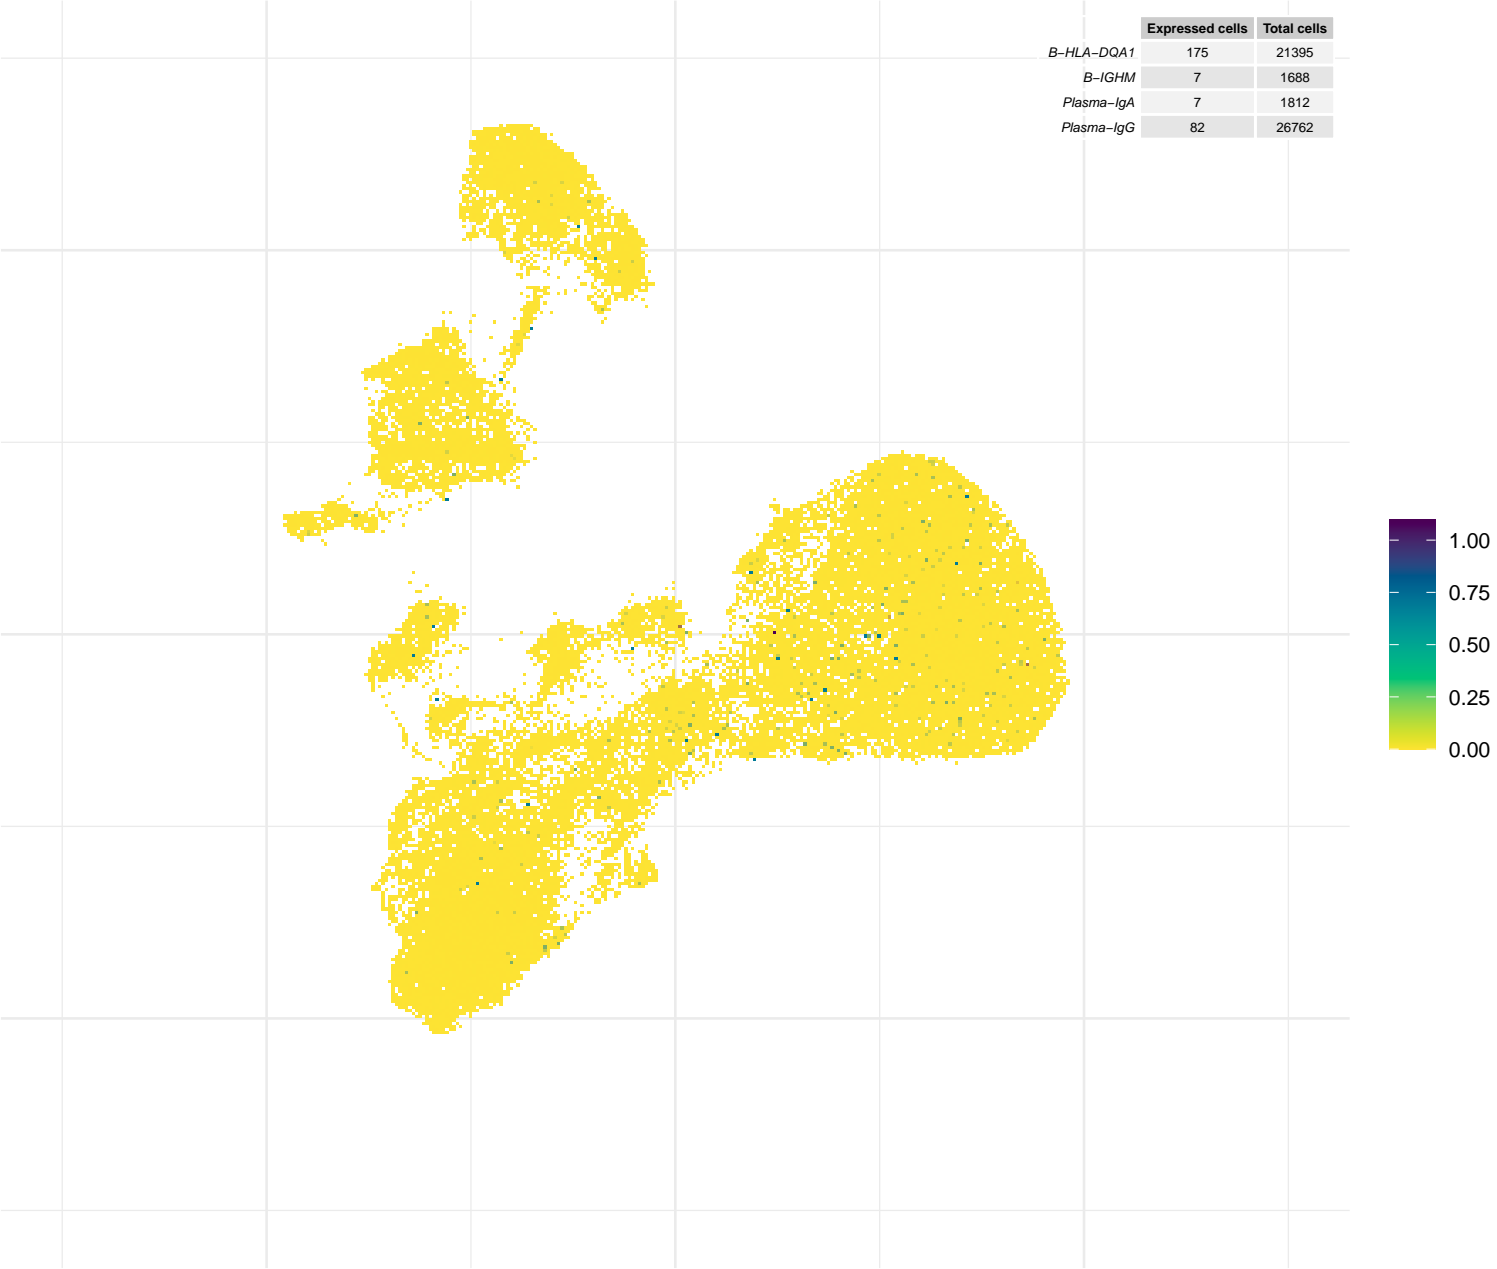 Expressed cells Total cells
B−HLA−DQA1 175 21395
B−IGHM 7 1688
Plasma−IgA 7 1812
Plasma−IgG 82 26762
1.00
0.75
0.50
0.25
0.00